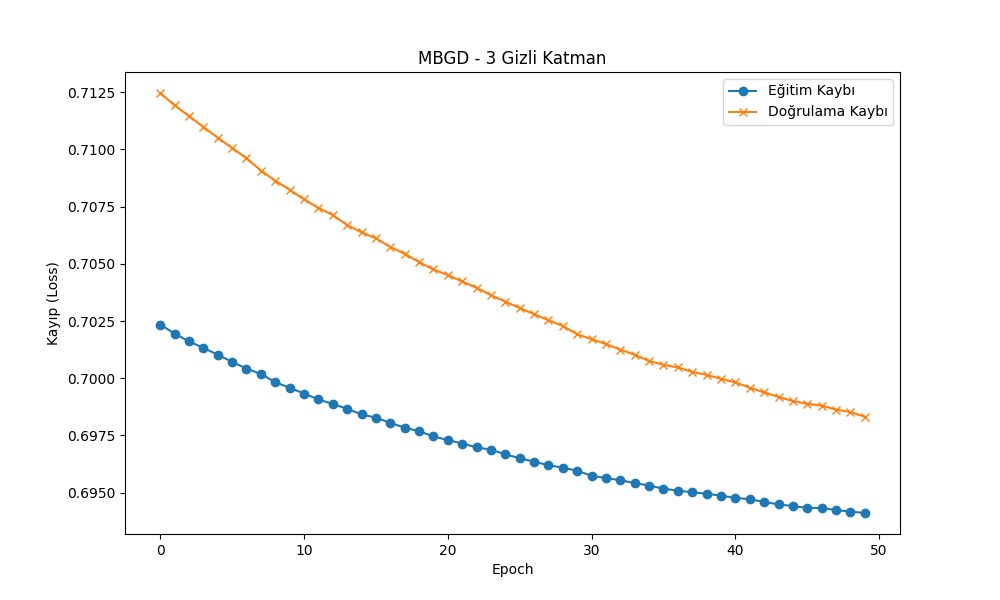 MBGD - 3 Gizli Katman
Eğitim Kaybı
Doğrulama Kaybı
Kayıp (Loss)
0.7125
0.7100
0.7075
0.7050
0.7025
0.7000
0.6975
0.6950
0 10 20 30 40 50
Epoch